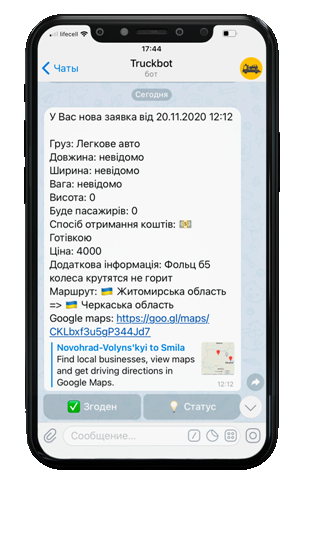 lifecell
17:44
Чаты
Truckbot
бот
Сегодня
У Вас нова заявка від 20.11.2020 12:12
Груз: Легкове авто
Довжина: невідомо
Ширина: невідомо
Вага: невідомо
Висота: 0
Буде пасажирів: 0
Спосіб отримання коштів: 💴
Готівкою
Ціна: 4000
Додаткова інформація: Фольц б5
колеса крутятся не горит
Маршрут: 🇺🇦 Житомирська область
=> 🇺🇦 Черкаська область
Google maps: https://goo.gl/maps/
CKLbxf3u5gP344Jd7
Novohrad-Volyns'kyi to Smila
Find local businesses, view maps
and get driving directions in
Google Maps.
12:12
✅ Згоден
💡 Статус
Сообщение...